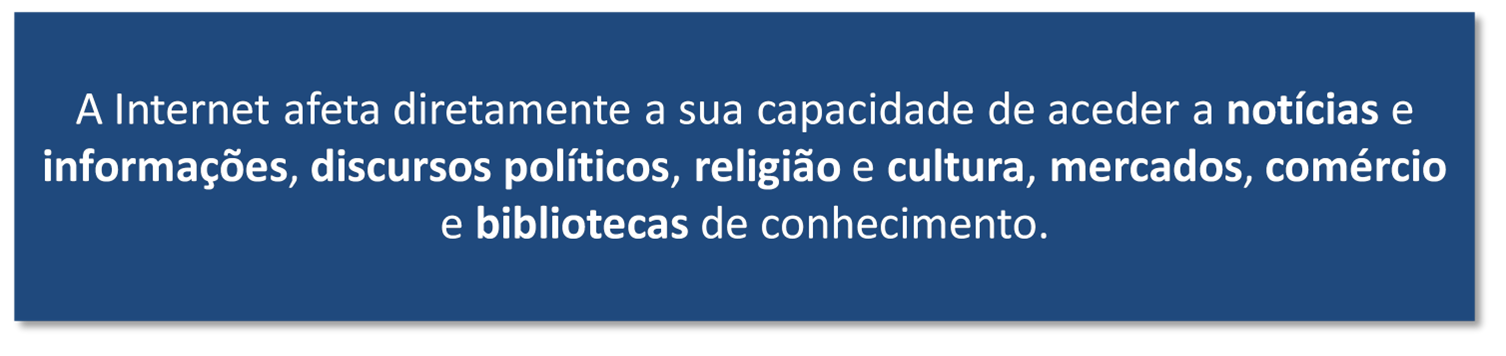 A Internet afeta diretamente a sua capacidade de aceder a notícias e
informações, discursos políticos, religião e cultura, mercados, comércio
e bibliotecas de conhecimento.